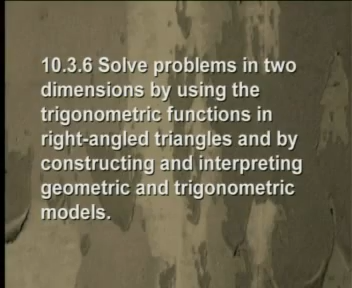 10.3.6 Solve problems in two
dimensions by using the
trigonometric functions in
right-angled triangles and by
constructing and interpreting
geometric and trigonometric
models.